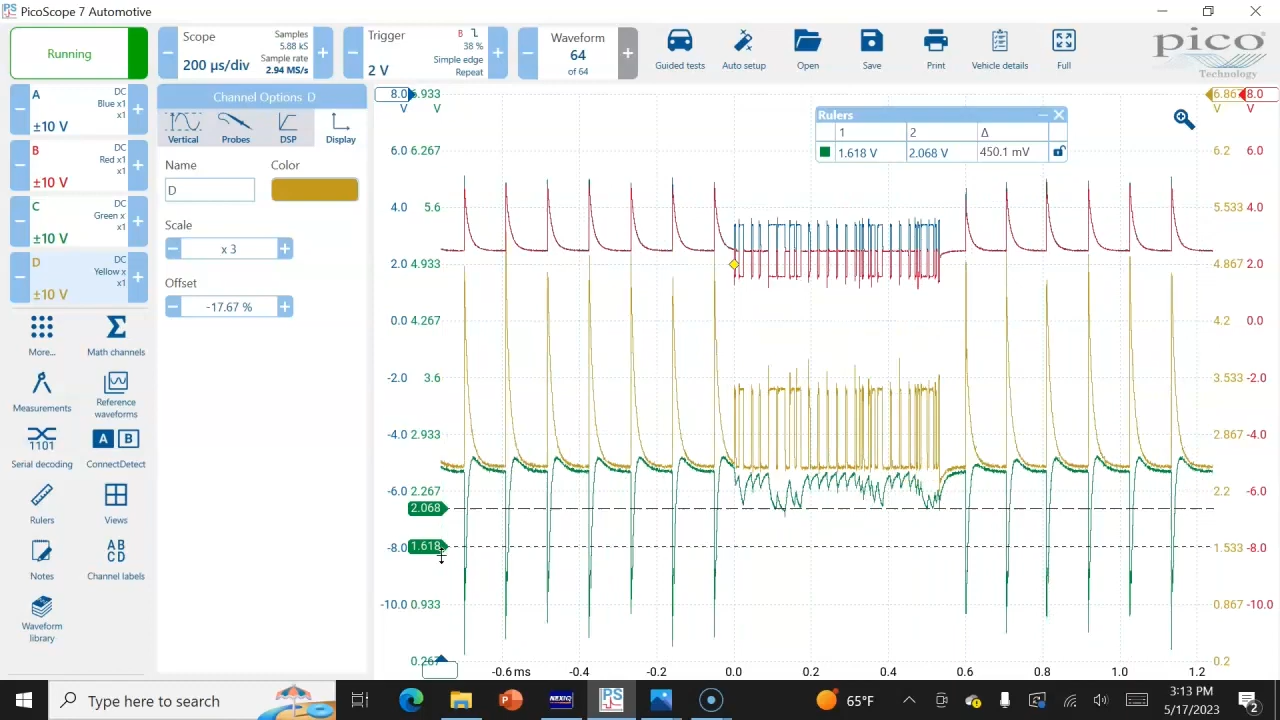 PS PicoScope 7 Automotive
Running
Scope
Samples
5.88 kS
Sample rate
200 µs/div
2.94 MS/s
Trigger
B
38 %
Simple edge
2 V
Repeat
Waveform
64
of 64
Guided tests
Auto setup
Open
Save
Print
Vehicle details
Full
pico
Technology
A
DC
Blue x1
x1
±10 V
B
DC
Red x1
x1
±10 V
C
DC
Green x
x1
±10 V
D
DC
Yellow x
x1
±10 V
More...
Math channels
Measurements
Reference
waveforms
1101
A B
Serial decoding
ConnectDetect
Rulers
Views
AB
CD
Notes
Channel labels
Waveform
library
Channel Options D
Vertical
Probes
DSP
Display
Name
Color
D
Scale
x 3
Offset
-17.67 %
Rulers
1 2 Δ
1.618 V 2.068 V 450.1 mV
8.0 6.933
V V
6.0 6.267
4.0 5.6
2.0 4.933
0.0 4.267
-2.0 3.6
-4.0 2.933
-6.0 2.267
2.068
-8.0 1.618
-10.0 0.933
0.267
6.867 8.0
V V
6.2 6.0
5.533 4.0
4.867 2.0
4.2 0.0
3.533 -2.0
2.867 -4.0
2.2 -6.0
1.533 -8.0
0.867 -10.0
0.2
-0.6 ms -0.4 -0.2 0.0 0.2 0.4 0.6 0.8 1.0 1.2
Type here to search
NEXIQ
PS
65°F
3:13 PM
5/17/2023
2